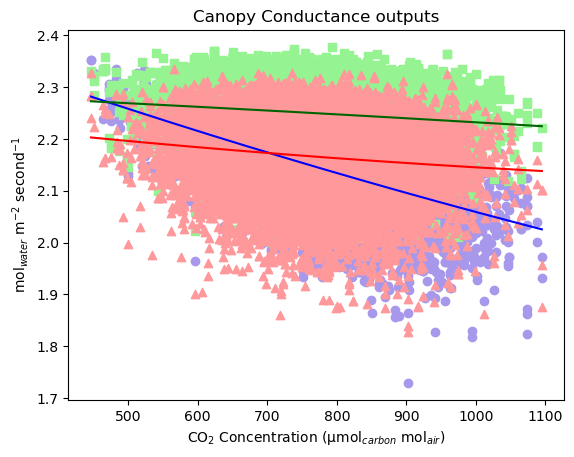 Canopy Conductance outputs
2.4
2.3
2.2
2.1
2.0
1.9
1.8
1.7
mol_water m⁻² second⁻¹
500 600 700 800 900 1000 1100
CO₂ Concentration (μmol_carbon mol_air)